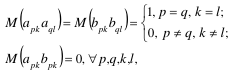 M(a_{pk}a_{ql}) = M(b_{pk}b_{ql}) = { 1, p = q, k = l;
0, p ≠ q, k ≠ l;
M(a_{pk}b_{pk}) = 0, ∀ p,q,k,l,